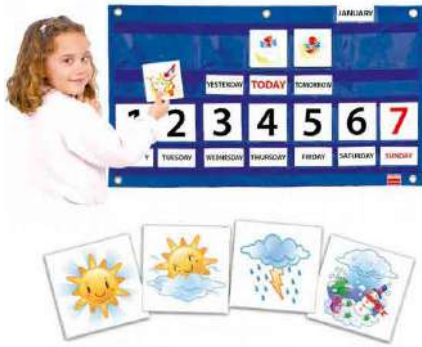 JANUARY
YESTERDAY TODAY TOMORROW
2 3 4 5 6 7
TUESDAY WEDNESDAY THURSDAY FRIDAY SATURDAY SUNDAY